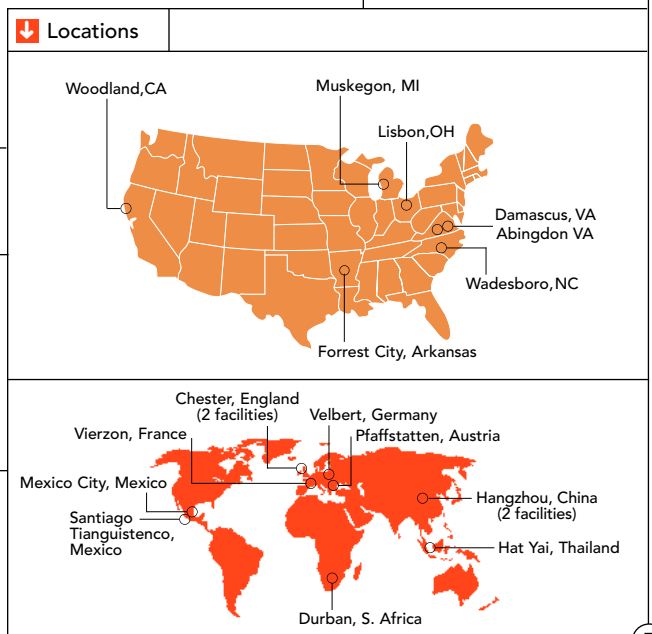 Locations
Woodland,CA
Muskegon, MI
Lisbon,OH
Damascus, VA
Abingdon VA
Wadesboro,NC
Forrest City, Arkansas
Chester, England
(2 facilities)
Velbert, Germany
Vierzon, France
Pfaffstatten, Austria
Mexico City, Mexico
Hangzhou, China
(2 facilities)
Santiago
Tianguistenco,
Mexico
Hat Yai, Thailand
Durban, S. Africa